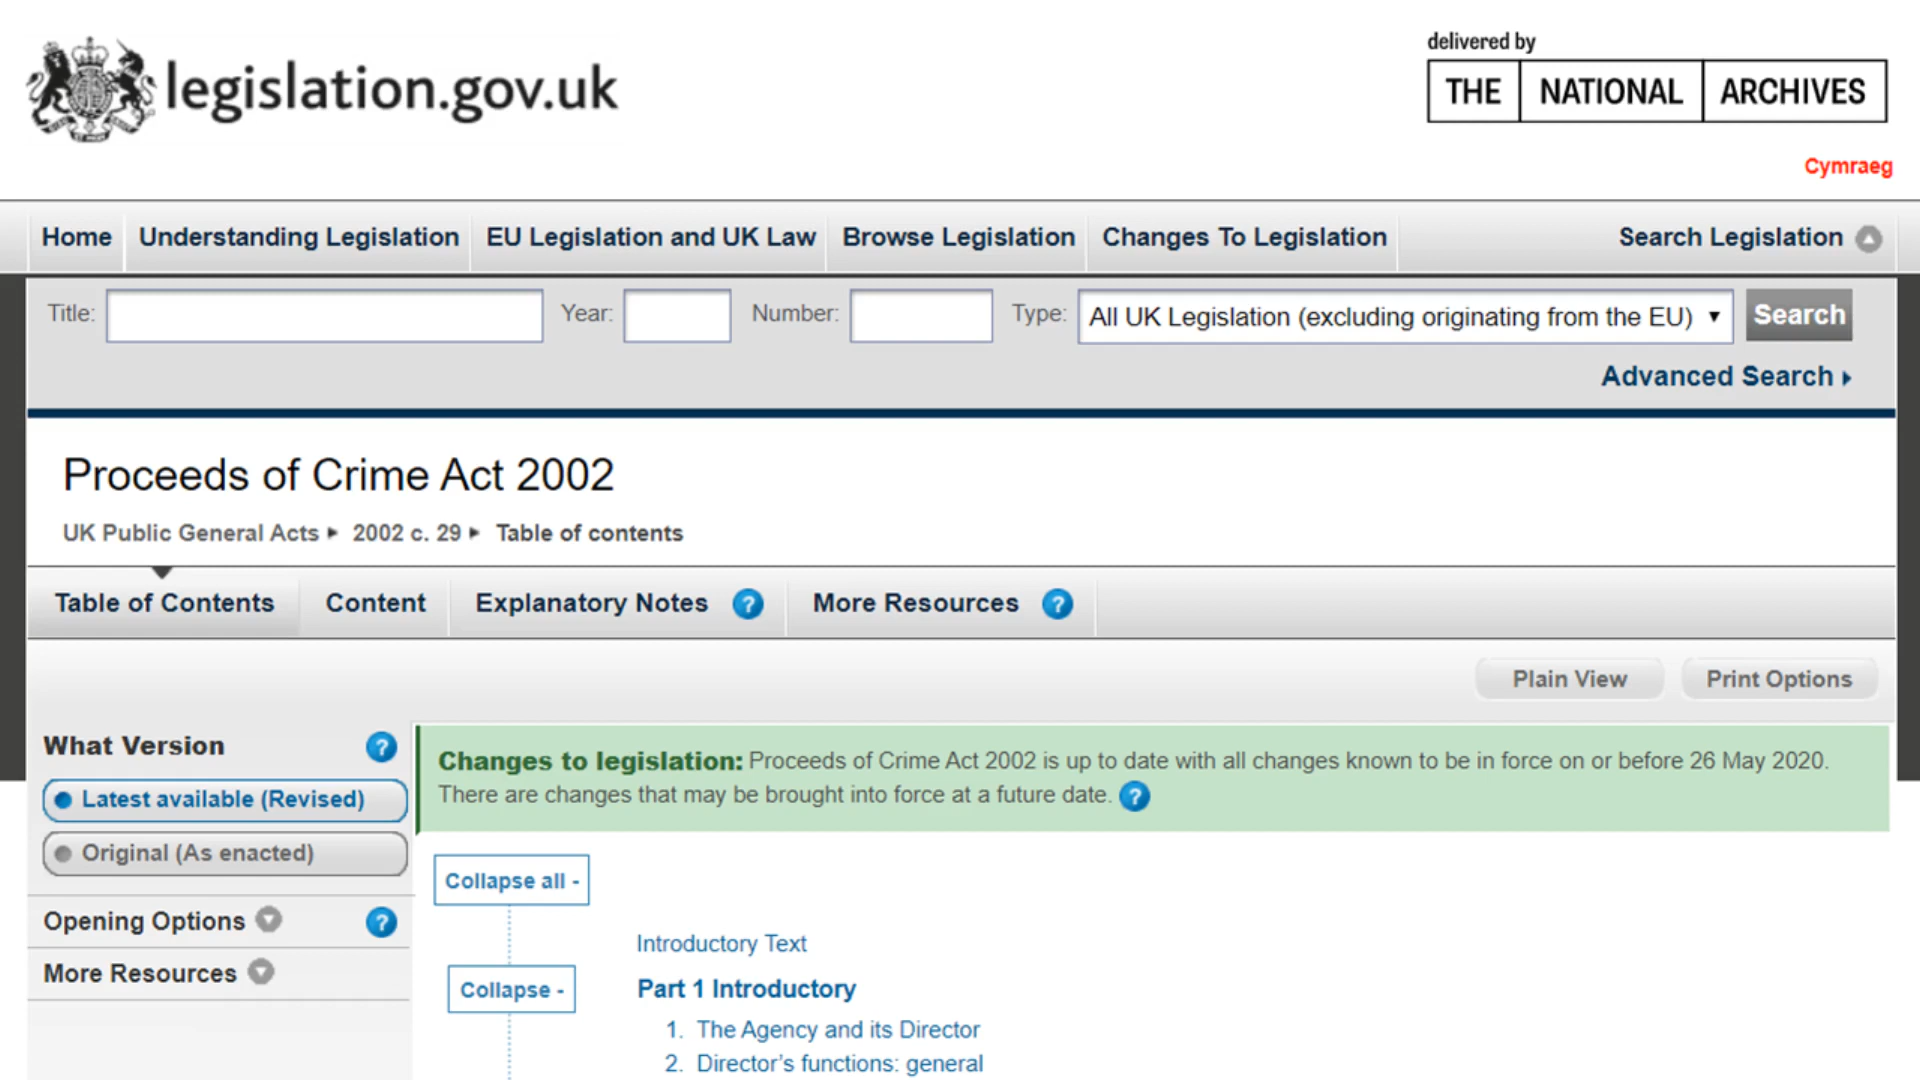 delivered by
legislation.gov.uk
THE NATIONAL ARCHIVES
Cymraeg
Home Understanding Legislation EU Legislation and UK Law Browse Legislation Changes To Legislation Search Legislation
Title: Year: Number: Type: All UK Legislation (excluding originating from the EU) Search
Advanced Search
Proceeds of Crime Act 2002
UK Public General Acts 2002 c. 29 Table of contents
Table of Contents Content Explanatory Notes ? More Resources ?
Plain View Print Options
What Version ?
Latest available (Revised)
Original (As enacted)
Opening Options ?
More Resources
Changes to legislation: Proceeds of Crime Act 2002 is up to date with all changes known to be in force on or before 26 May 2020.
There are changes that may be brought into force at a future date. ?
Collapse all -
Introductory Text
Collapse - Part 1 Introductory
1. The Agency and its Director
2. Director’s functions: general